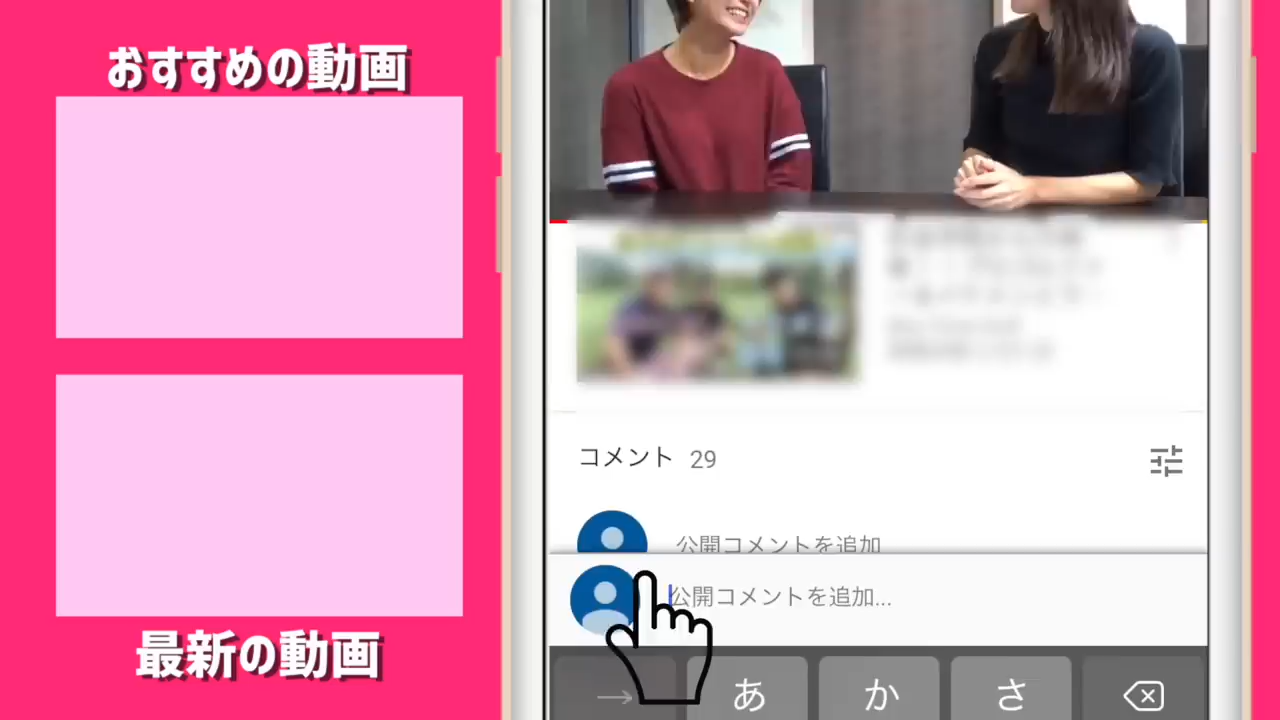 おすすめの動画
最新の動画
コメント 29
公開コメントを追加
公開コメントを追加...
→ あ か さ